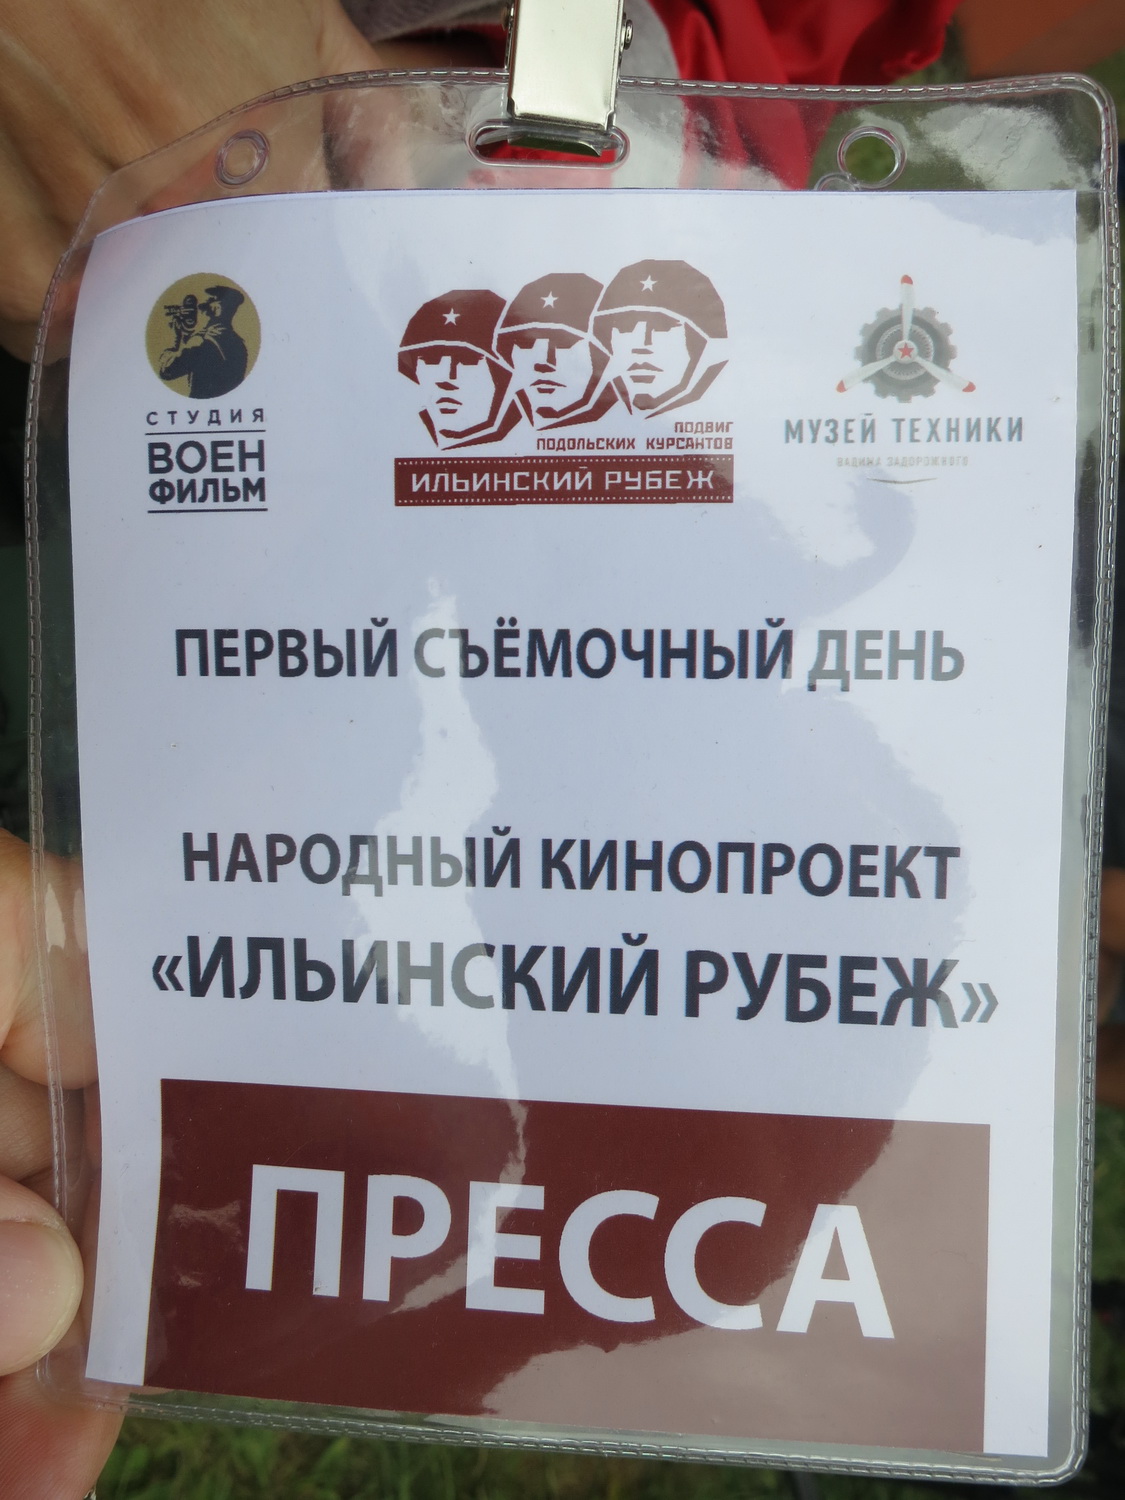 СТУДИЯ
ВОЕН
ФИЛЬМ
ПОДВИГ
ПОДОЛЬСКИХ КУРСАНТОВ
ИЛЬИНСКИЙ РУБЕЖ
МУЗЕЙ ТЕХНИКИ
ВАДИМА ЗАДОРОЖНОГО
ПЕРВЫЙ СЪЁМОЧНЫЙ ДЕНЬ
НАРОДНЫЙ КИНОПРОЕКТ
«ИЛЬИНСКИЙ РУБЕЖ»
ПРЕССА